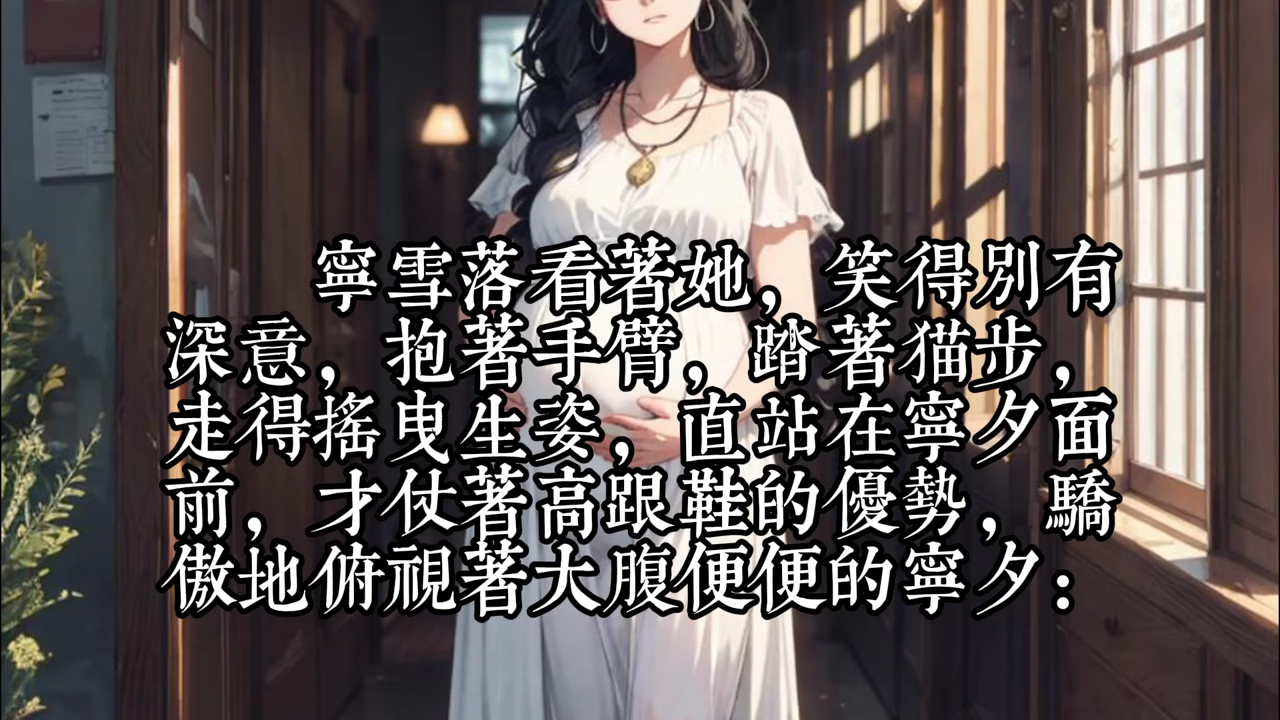 寧雪落看著她，笑得別有
深意，抱著手臂，踏著猫步，
走得搖曳生姿，直站在寧夕面
前，才仗著高跟鞋的優勢，驕
傲地俯視著大腹便便的寧夕：